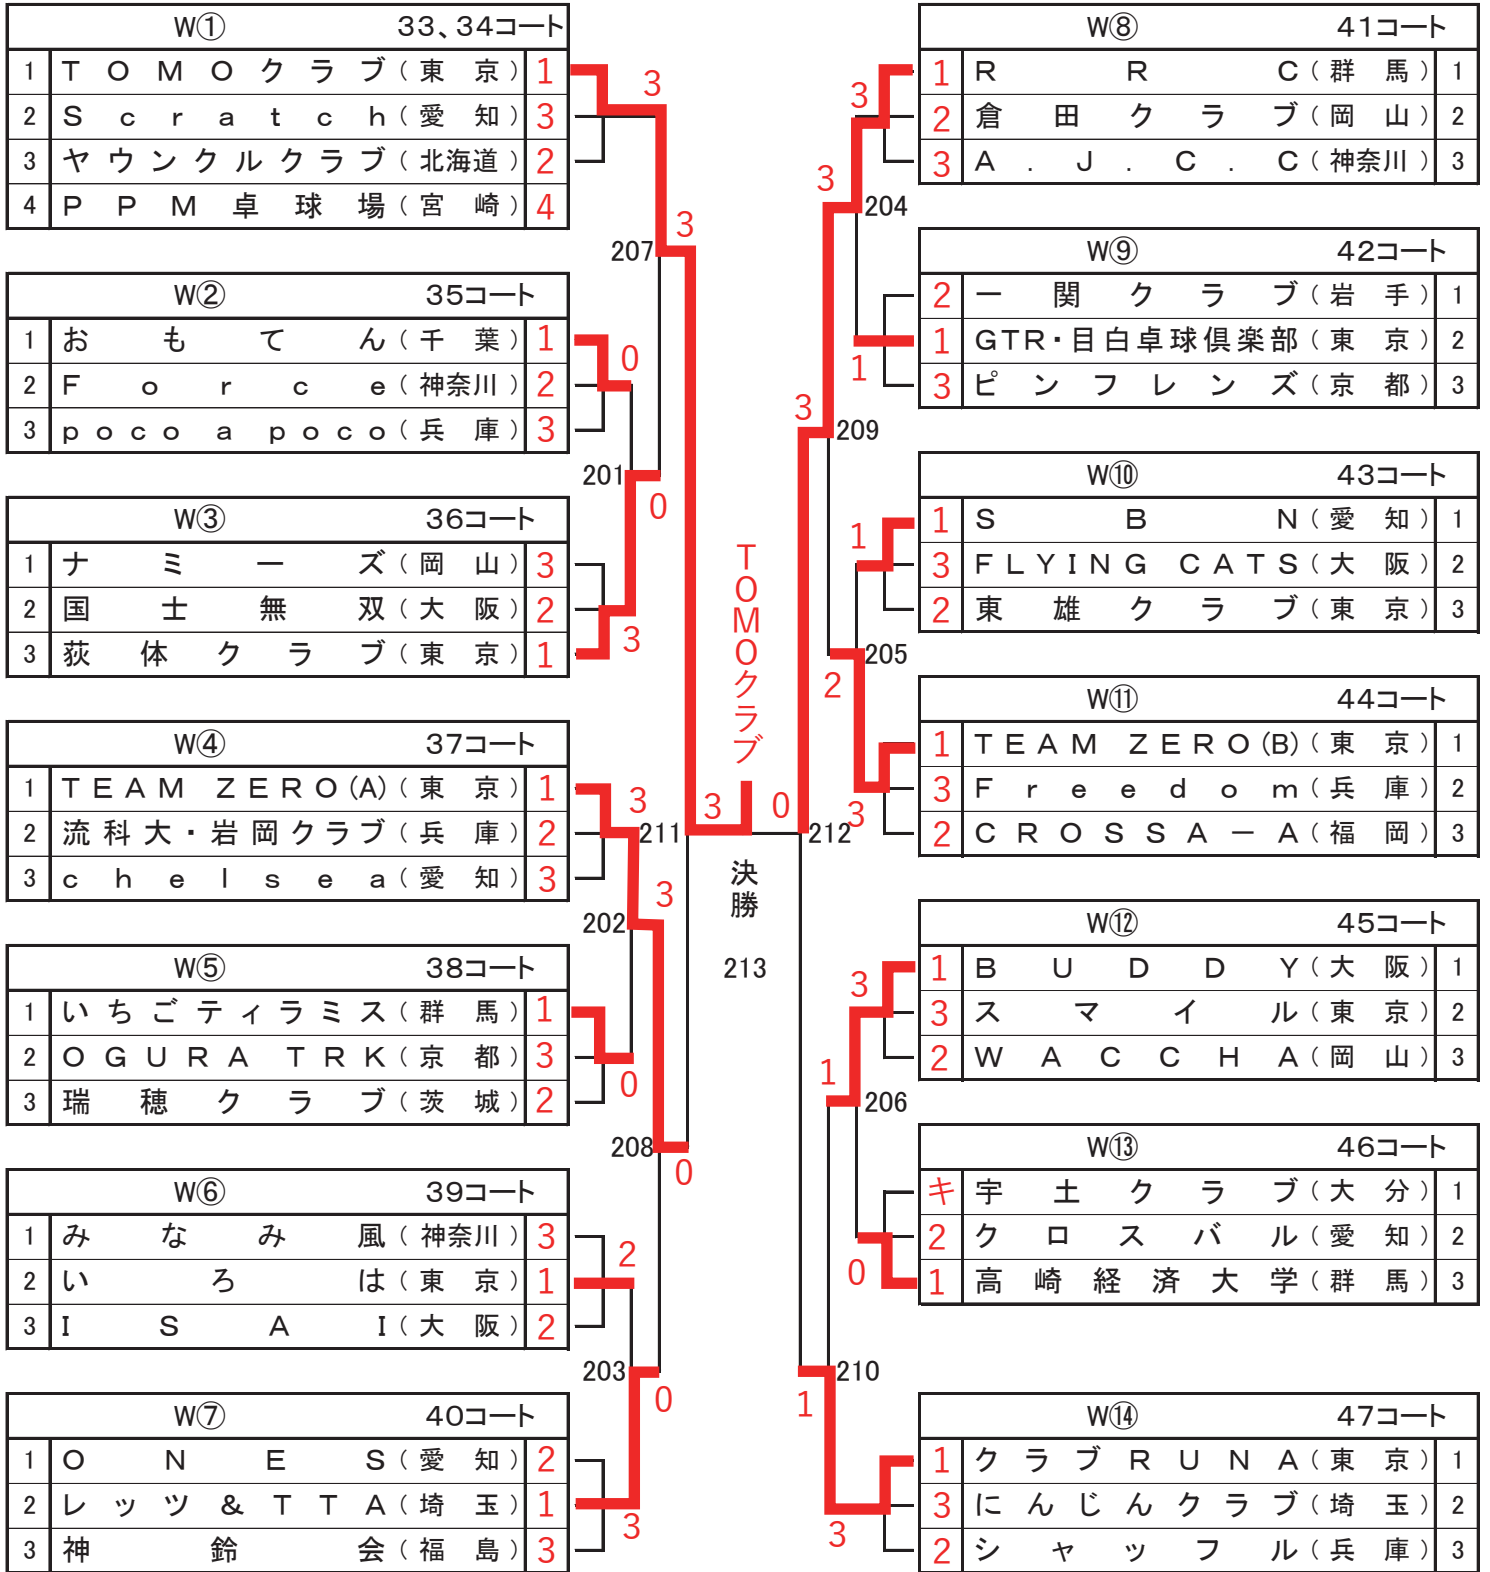 W① 33、34コート
1 TOMOクラブ(東京) 1
2 Scratch(愛知) 3
3 ヤウンクルクラブ(北海道) 2
4 PPM卓球場(宮崎) 4
W② 35コート
1 おもてん(千葉) 1
2 Force(神奈川) 2
3 poco a poco(兵庫) 3
W③ 36コート
1 ナミーズ(岡山) 3
2 国士無双(大阪) 2
3 荻体クラブ(東京) 1
W④ 37コート
1 TEAM ZERO(A)(東京) 1
2 流科大・岩岡クラブ(兵庫) 2
3 chelsea(愛知) 3
W⑤ 38コート
1 いちごティラミス(群馬) 1
2 OGURA TRK(京都) 3
3 瑞穂クラブ(茨城) 2
W⑥ 39コート
1 みなみ風(神奈川) 3
2 いろは(東京) 1
3 ISAI(大阪) 2
W⑦ 40コート
1 ONES(愛知) 2
2 レッツ&TTA(埼玉) 1
3 神鈴会(福島) 3
3
3
207
0
201
0
3
3
211
3
202
0
208
0
2
203
0
3
TOMOクラブ
3
0
決勝
213
3
3
204
1
3
209
1
205
2
212
3
3
1
206
0
210
1
3
W⑧ 41コート
1 RRC(群馬) 1
2 倉田クラブ(岡山) 2
3 A.J.C.C(神奈川) 3
W⑨ 42コート
2 一関クラブ(岩手) 1
1 GTR・目白卓球倶楽部(東京) 2
3 ピンフレンズ(京都) 3
W⑩ 43コート
1 SBN(愛知) 1
3 FLYING CATS(大阪) 2
2 東雄クラブ(東京) 3
W⑪ 44コート
1 TEAM ZERO(B)(東京) 1
3 Freedom(兵庫) 2
2 CROSSA－A(福岡) 3
W⑫ 45コート
1 BUDDY(大阪) 1
3 スマイル(東京) 2
2 WACCHA(岡山) 3
W⑬ 46コート
キ 宇土クラブ(大分) 1
2 クロスバル(愛知) 2
1 高崎経済大学(群馬) 3
W⑭ 47コート
1 クラブRUNA(東京) 1
3 にんじんクラブ(埼玉) 2
2 シャッフル(兵庫) 3